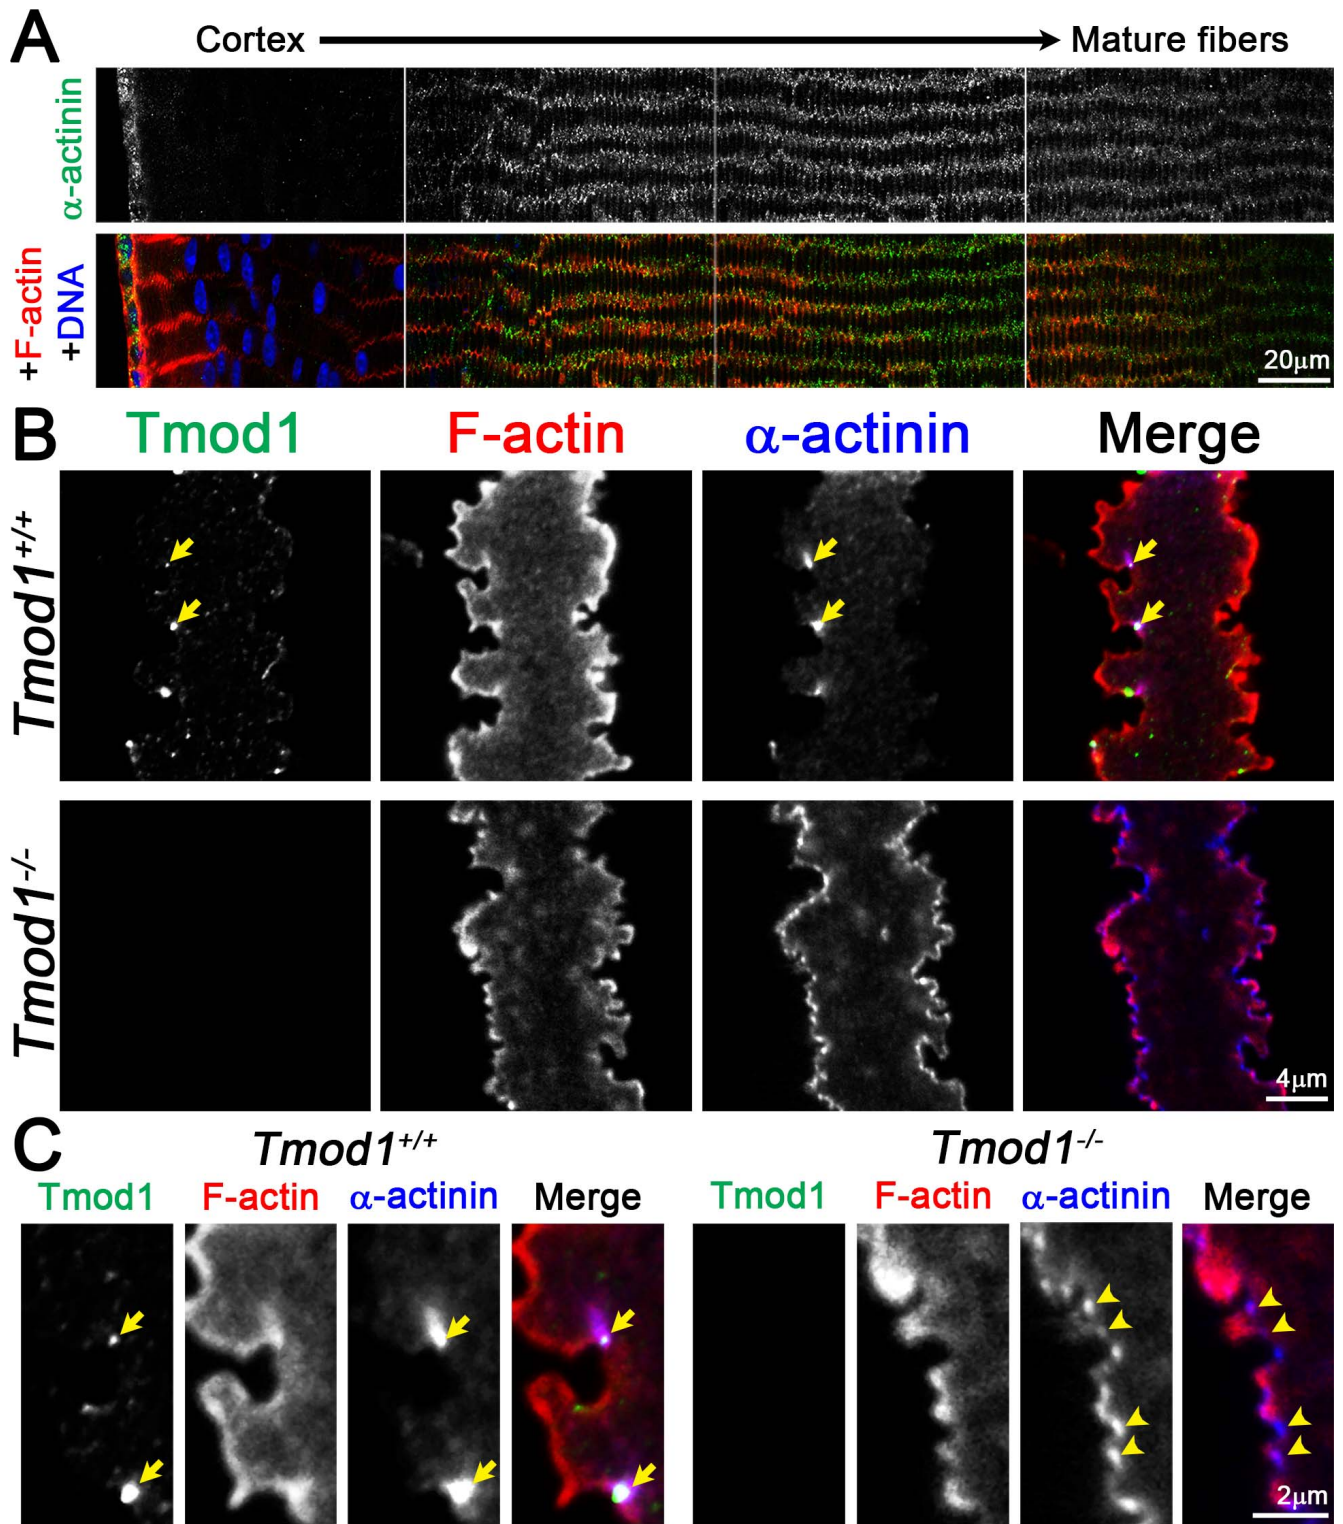 A
Cortex
Mature fibers
α-actinin
+F-actin
+DNA
20µm
B
Tmod1
F-actin
α-actinin
Merge
Tmod1+/+
Tmod1-/-
4µm
C
Tmod1+/+
Tmod1-/-
Tmod1 F-actin α-actinin Merge Tmod1 F-actin α-actinin Merge
2µm